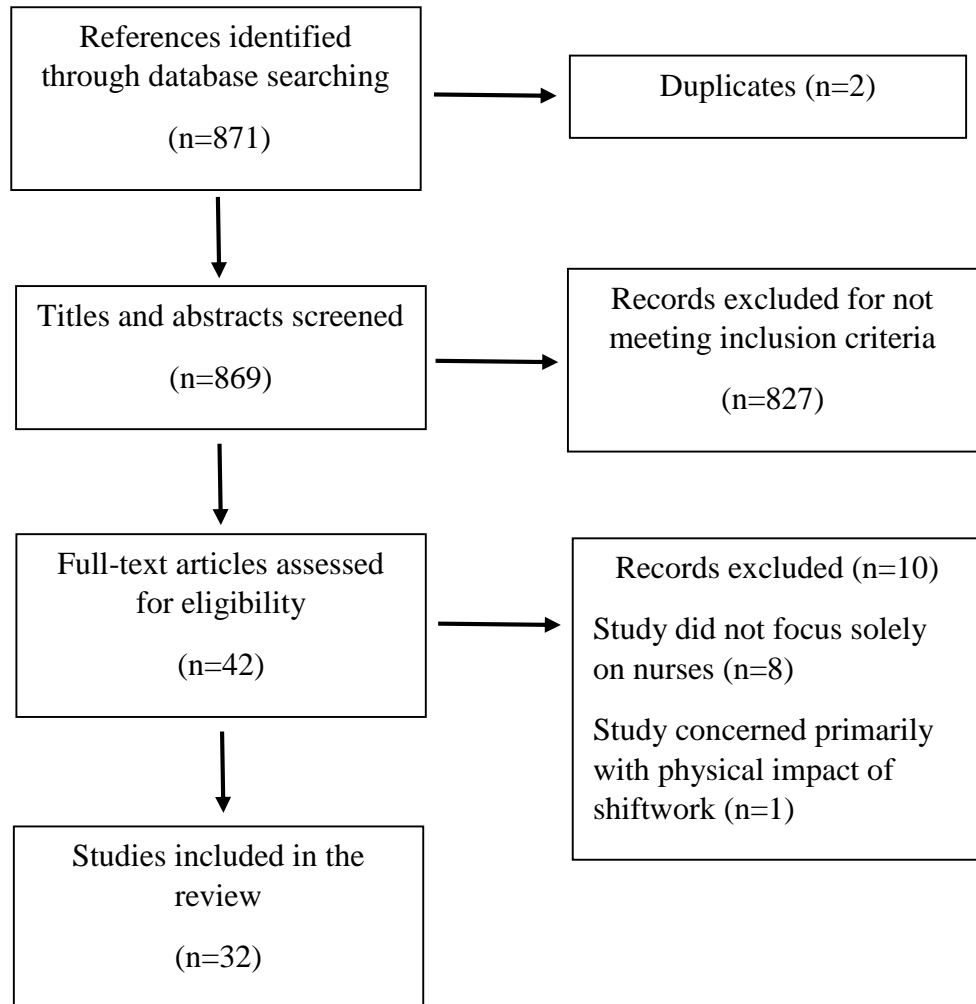 References identified
through database searching
(n=871)
Duplicates (n=2)
Titles and abstracts screened
(n=869)
Records excluded for not
meeting inclusion criteria
(n=827)
Full-text articles assessed
for eligibility
(n=42)
Records excluded (n=10)
Study did not focus solely
on nurses (n=8)
Study concerned primarily
with physical impact of
shiftwork (n=1)
Studies included in the
review
(n=32)